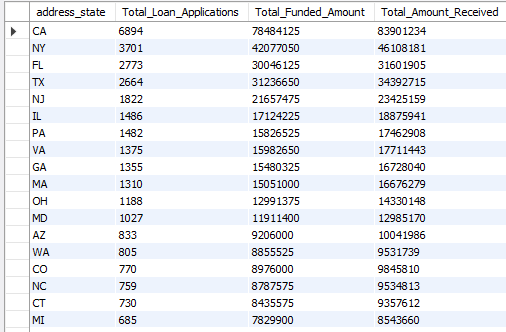 address_state Total_Loan_Applications Total_Funded_Amount Total_Amount_Received
CA 6894 78484125 83901234
NY 3701 42077050 46108181
FL 2773 30046125 31601905
TX 2664 31236650 34392715
NJ 1822 21657475 23425159
IL 1486 17124225 18875941
PA 1482 15826525 17462908
VA 1375 15982650 17711443
GA 1355 15480325 16728040
MA 1310 15051000 16676279
OH 1188 12991375 14330148
MD 1027 11911400 12985170
AZ 833 9206000 10041986
WA 805 8855525 9531739
CO 770 8976000 9845810
NC 759 8787575 9534813
CT 730 8435575 9357612
MI 685 7829900 8543660